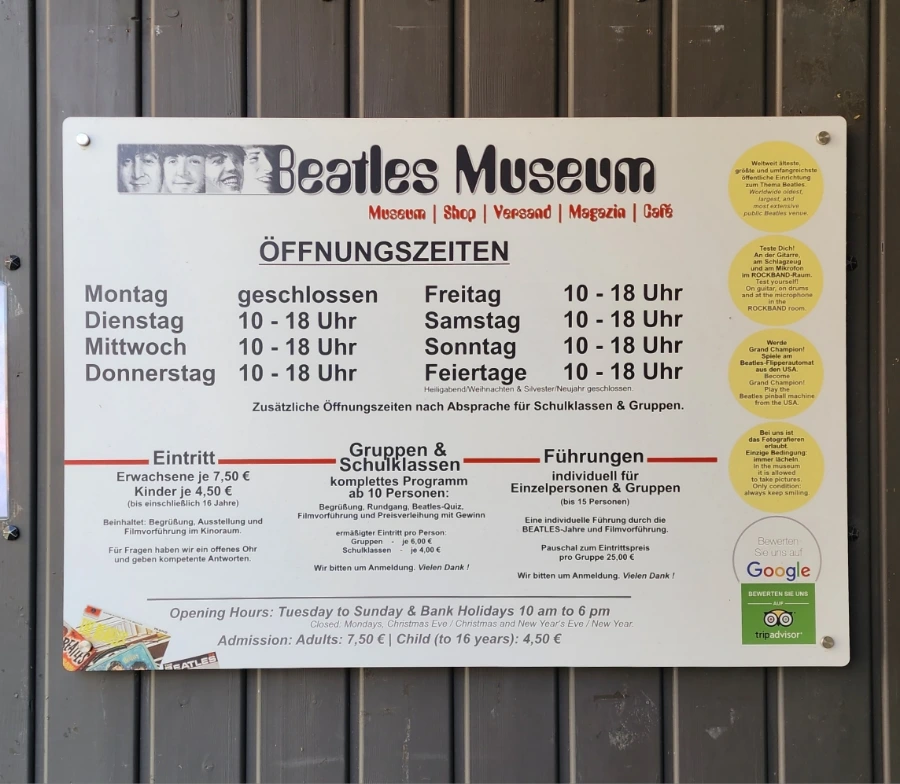 Beatles Museum
Museum | Shop | Versand | Magazin | Café
ÖFFNUNGSZEITEN
Montag geschlossen
Dienstag 10 - 18 Uhr
Mittwoch 10 - 18 Uhr
Donnerstag 10 - 18 Uhr
Freitag 10 - 18 Uhr
Samstag 10 - 18 Uhr
Sonntag 10 - 18 Uhr
Feiertage 10 - 18 Uhr
Heiligabend/Weihnachten & Silvester/Neujahr geschlossen.
Zusätzliche Öffnungszeiten nach Absprache für Schulklassen & Gruppen.
Eintritt
Erwachsene je 7,50 €
Kinder je 4,50 €
(bis einschließlich 16 Jahre)
Beinhaltet: Begrüßung, Ausstellung und
Filmvorführung im Kinoraum.
Für Fragen haben wir ein offenes Ohr
und geben kompetente Antworten.
Gruppen &
Schulklassen
komplettes Programm
ab 10 Personen:
Begrüßung, Rundgang, Beatles-Quiz,
Filmvorführung und Preisverleihung mit Gewinn
ermäßigter Eintritt pro Person:
Gruppen - je 6,00 €
Schulklassen - je 4,00 €
Wir bitten um Anmeldung. Vielen Dank !
Führungen
individuell für
Einzelpersonen & Gruppen
(bis 15 Personen)
Eine individuelle Führung durch die
BEATLES-Jahre und Filmvorführung.
Pauschal zum Eintrittspreis
pro Gruppe 25,00 €
Wir bitten um Anmeldung. Vielen Dank !
Opening Hours: Tuesday to Sunday & Bank Holidays 10 am to 6 pm
Closed: Mondays, Christmas Eve / Christmas and New Year's Eve / New Year.
Admission: Adults: 7,50 € | Child (to 16 years): 4,50 €
BEATLES
Weltweit älteste,
größte und umfangreichste
öffentliche Einrichtung
zum Thema Beatles.
Worldwide oldest,
largest, and
most extensive
public Beatles venue.
Teste Dich!
An der Gitarre,
am Schlagzeug
und am Mikrofon
im ROCKBAND-Raum.
Test yourself!
On guitar, on drums
and at the microphone
in the
ROCKBAND room.
Werde
Grand Champion!
Spiele am
Beatles-Flipperautomat
aus den USA.
Become
Grand Champion!
Play the
Beatles pinball machine
from the USA.
Bei uns ist
das Fotografieren
erlaubt.
Einzige Bedingung:
immer lächeln.
In the museum
it is allowed
to take pictures.
Only condition:
always keep smiling.
Bewerten
Sie uns auf
Google
BEWERTEN SIE UNS
AUF
tripadvisor